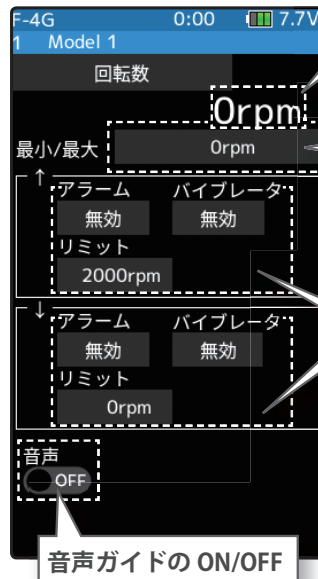 F-4G 0:00 7.7V
1 Model 1
回転数
0rpm
最小/最大 0rpm
↑
アラーム バイブレータ
無効 無効
リミット
2000rpm
↓
アラーム バイブレータ
無効 無効
リミット
0rpm
音声
OFF
音声ガイドの ON/OFF